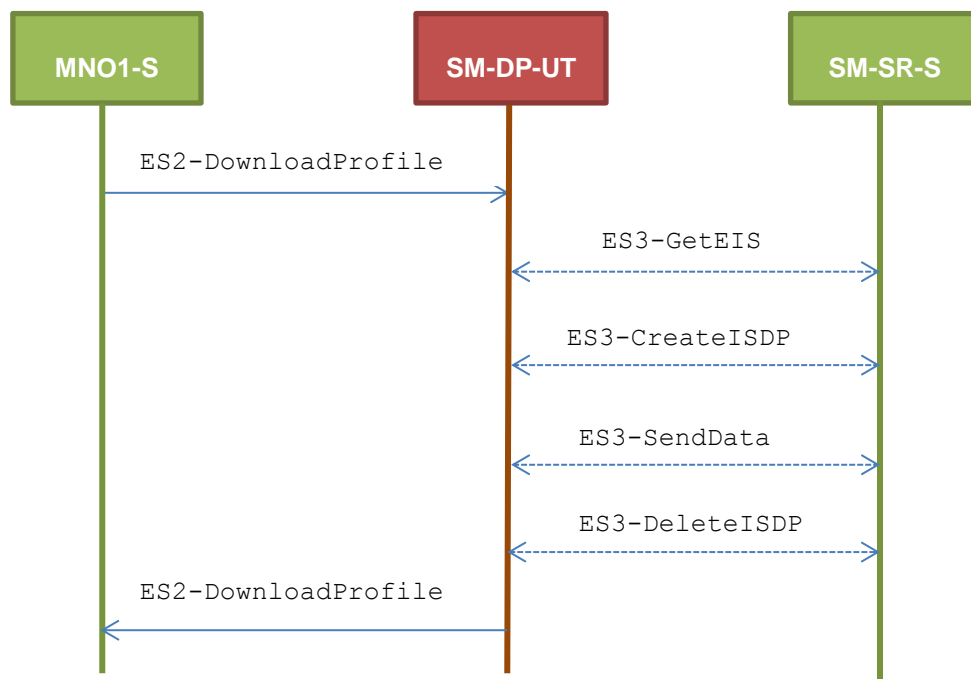 MNO1-S
SM-DP-UT
SM-SR-S
ES2-DownloadProfile
ES3-GetEIS
ES3-CreateISDP
ES3-SendData
ES3-DeleteISDP
ES2-DownloadProfile